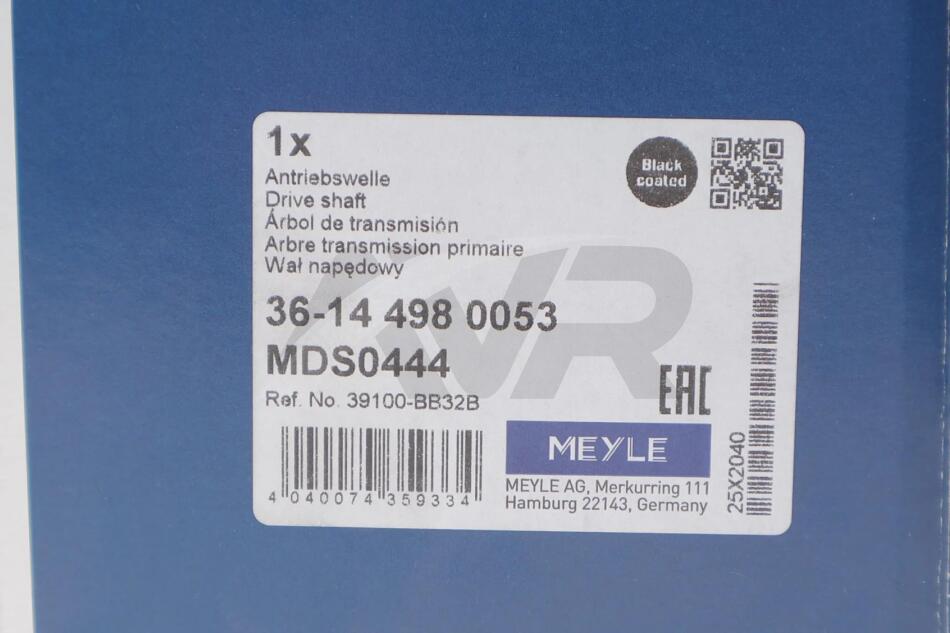 1x
Black
coated
Antriebswelle
Drive shaft
Árbol de transmisión
Arbre transmission primaire
Wał napędowy
IVR
36-14 498 0053
MDS0444
Ref. No. 39100-BB32B
EAC
4 040074 359334
MEYLE
MEYLE AG, Merkurring 111
Hamburg 22143, Germany
25X2040